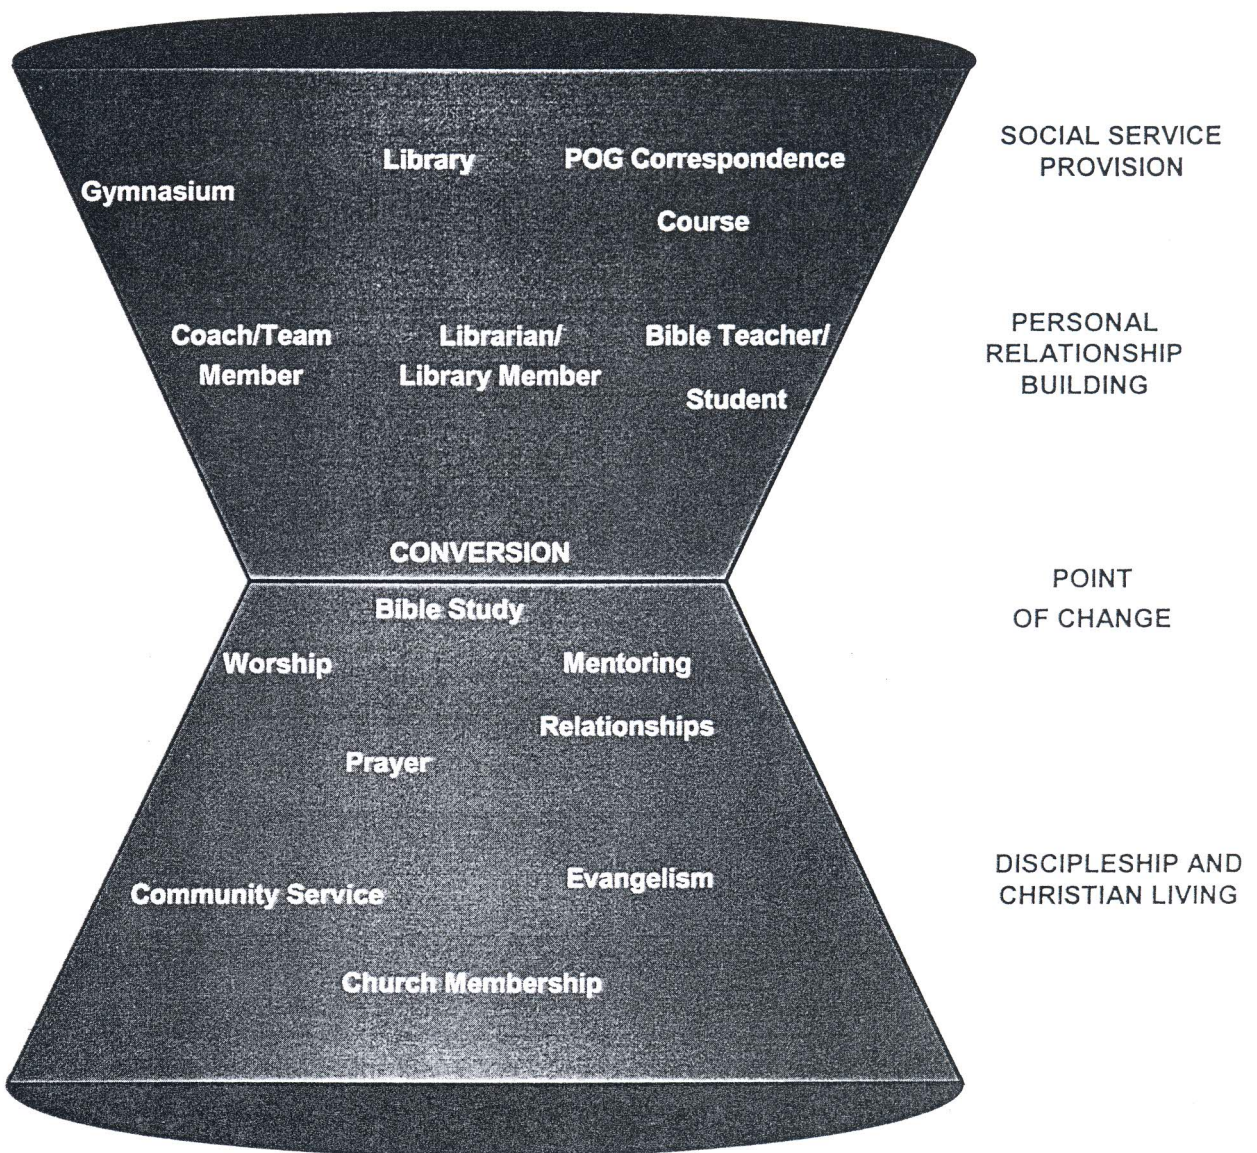 SOCIAL SERVICE
PROVISION
Library
POG Correspondence
Gymnasium
Course
PERSONAL
RELATIONSHIP
BUILDING
Coach/Team
Member
Librarian/
Library Member
Bible Teacher/
Student
CONVERSION
POINT
OF CHANGE
Bible Study
Worship
Mentoring
Relationships
Prayer
DISCIPLESHIP AND
CHRISTIAN LIVING
Community Service
Evangelism
Church Membership